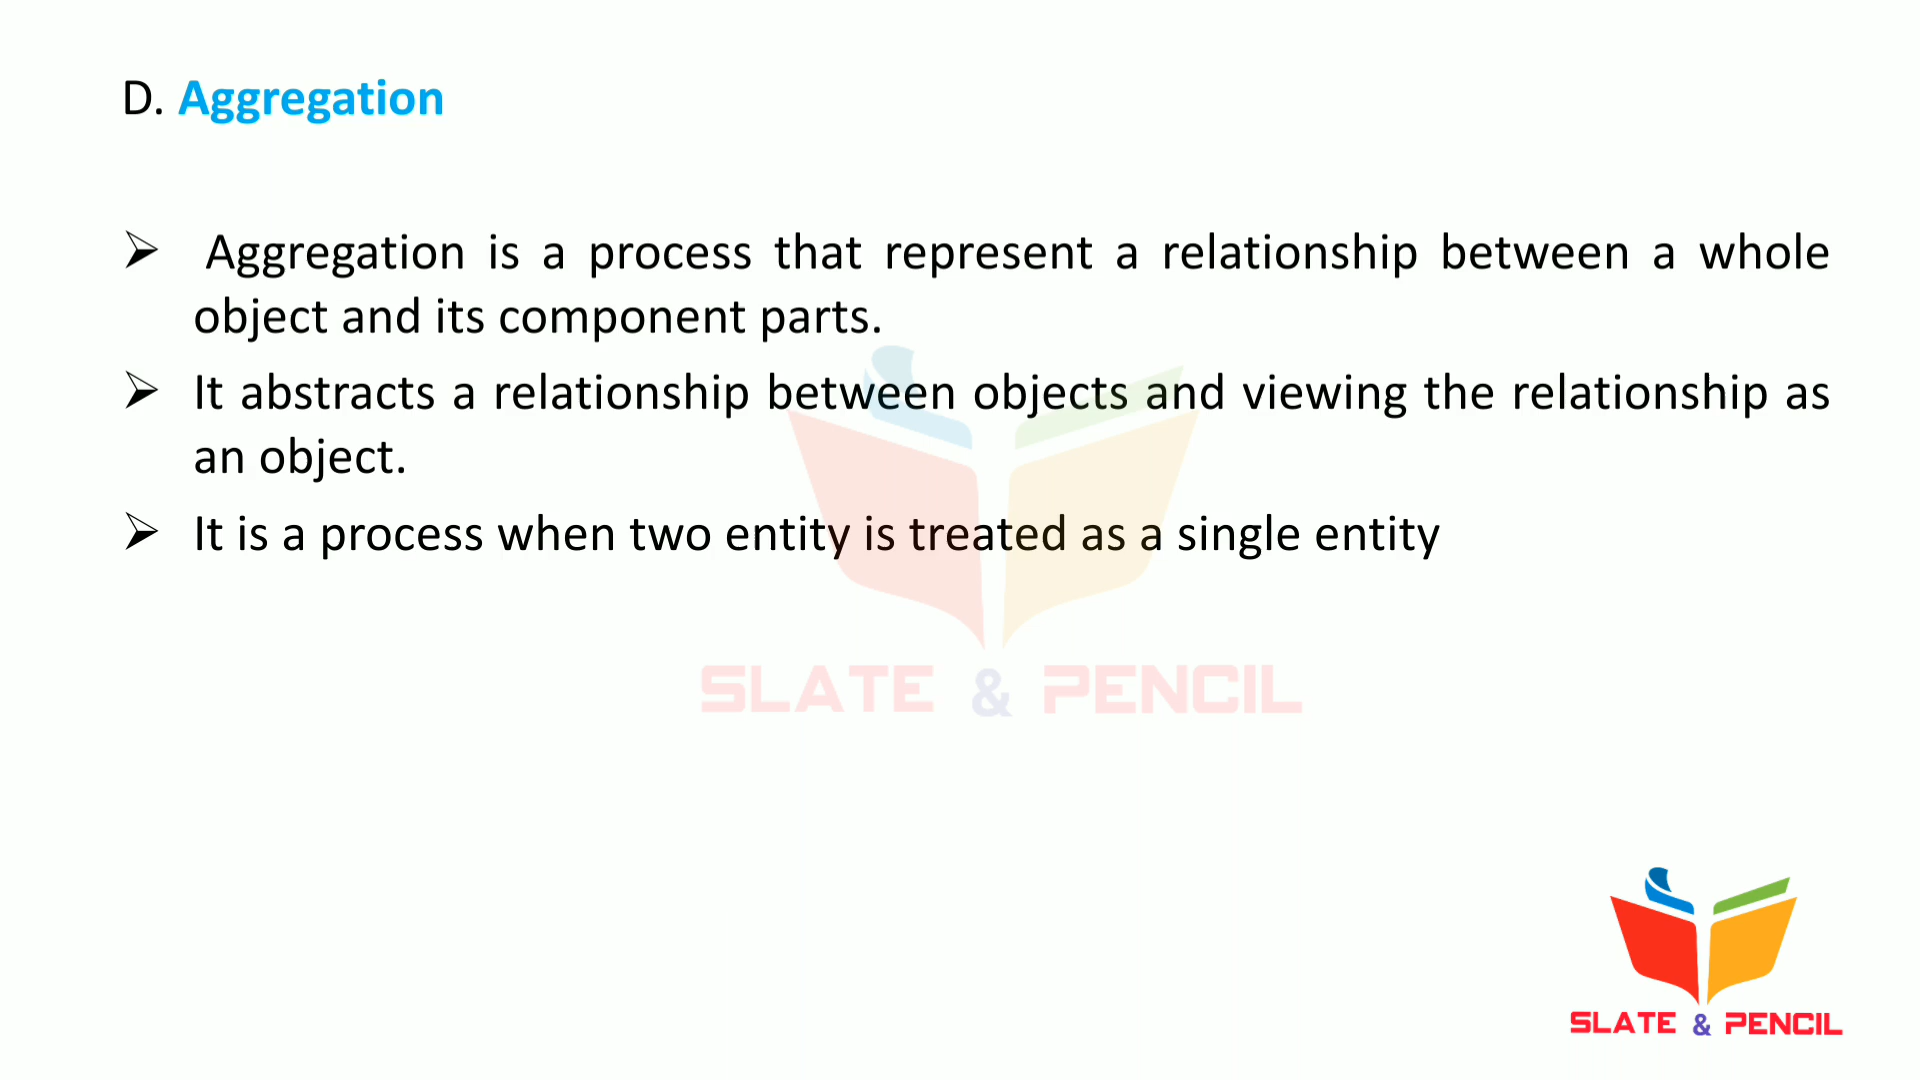 D. Aggregation
➢ Aggregation is a process that represent a relationship between a whole
object and its component parts.
➢ It abstracts a relationship between objects and viewing the relationship as
an object.
➢ It is a process when two entity is treated as a single entity
SLATE & PENCIL
SLATE & PENCIL